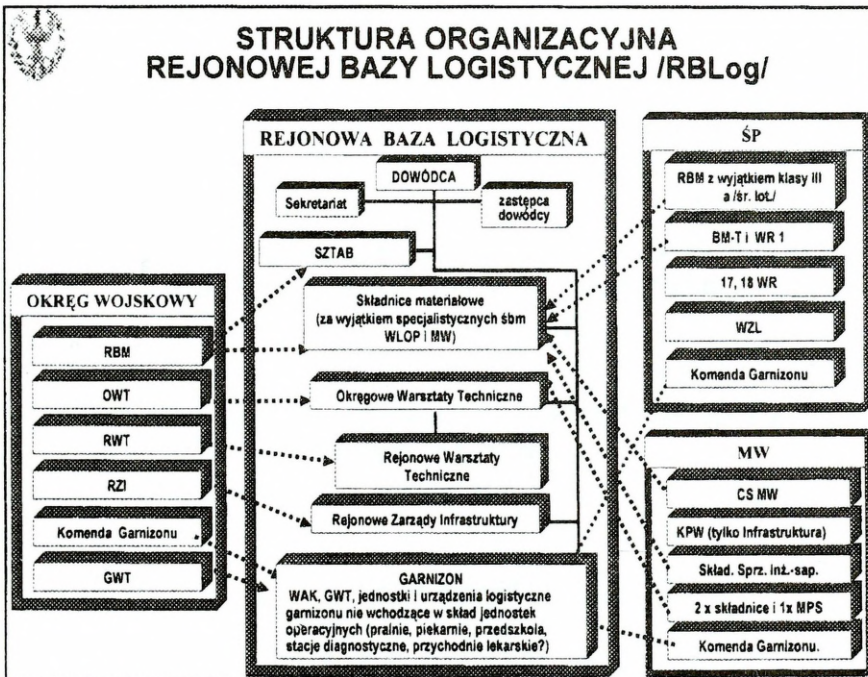 STRUKTURA ORGANIZACYJNA
REJONOWEJ BAZY LOGISTYCZNEJ /RBLog/
OKRĘG WOJSKOWY
RBM
OWT
RWT
RZI
Komenda Garnizonu
GWT
REJONOWA BAZA LOGISTYCZNA
DOWÓDCA
Sekretariat
zastępca
dowódcy
SZTAB
Składnice materiałowe
(za wyjątkiem specjalistycznych śbm
WLOP i MW)
Okręgowe Warsztaty Techniczne
Rejonowe Warsztaty
Techniczne
Rejonowe Zarządy Infrastruktury
GARNIZON
WAK, GWT, jednostki i urządzenia logistyczne
garnizonu nie wchodzące w skład jednostek
operacyjnych (pralnie, piekarnie, przedszkola,
stacje diagnostyczne, przychodnie lekarskie?)
ŚP
RBM z wyjątkiem klasy III
a /śr. lot./
BM-T i WR 1
17, 18 WR
WZL
Komenda Garnizonu
MW
CS MW
KPW (tylko Infrastruktura)
Skład. Sprz. inż.-sap.
2 x składnice i 1x MPS
Komenda Garnizonu.